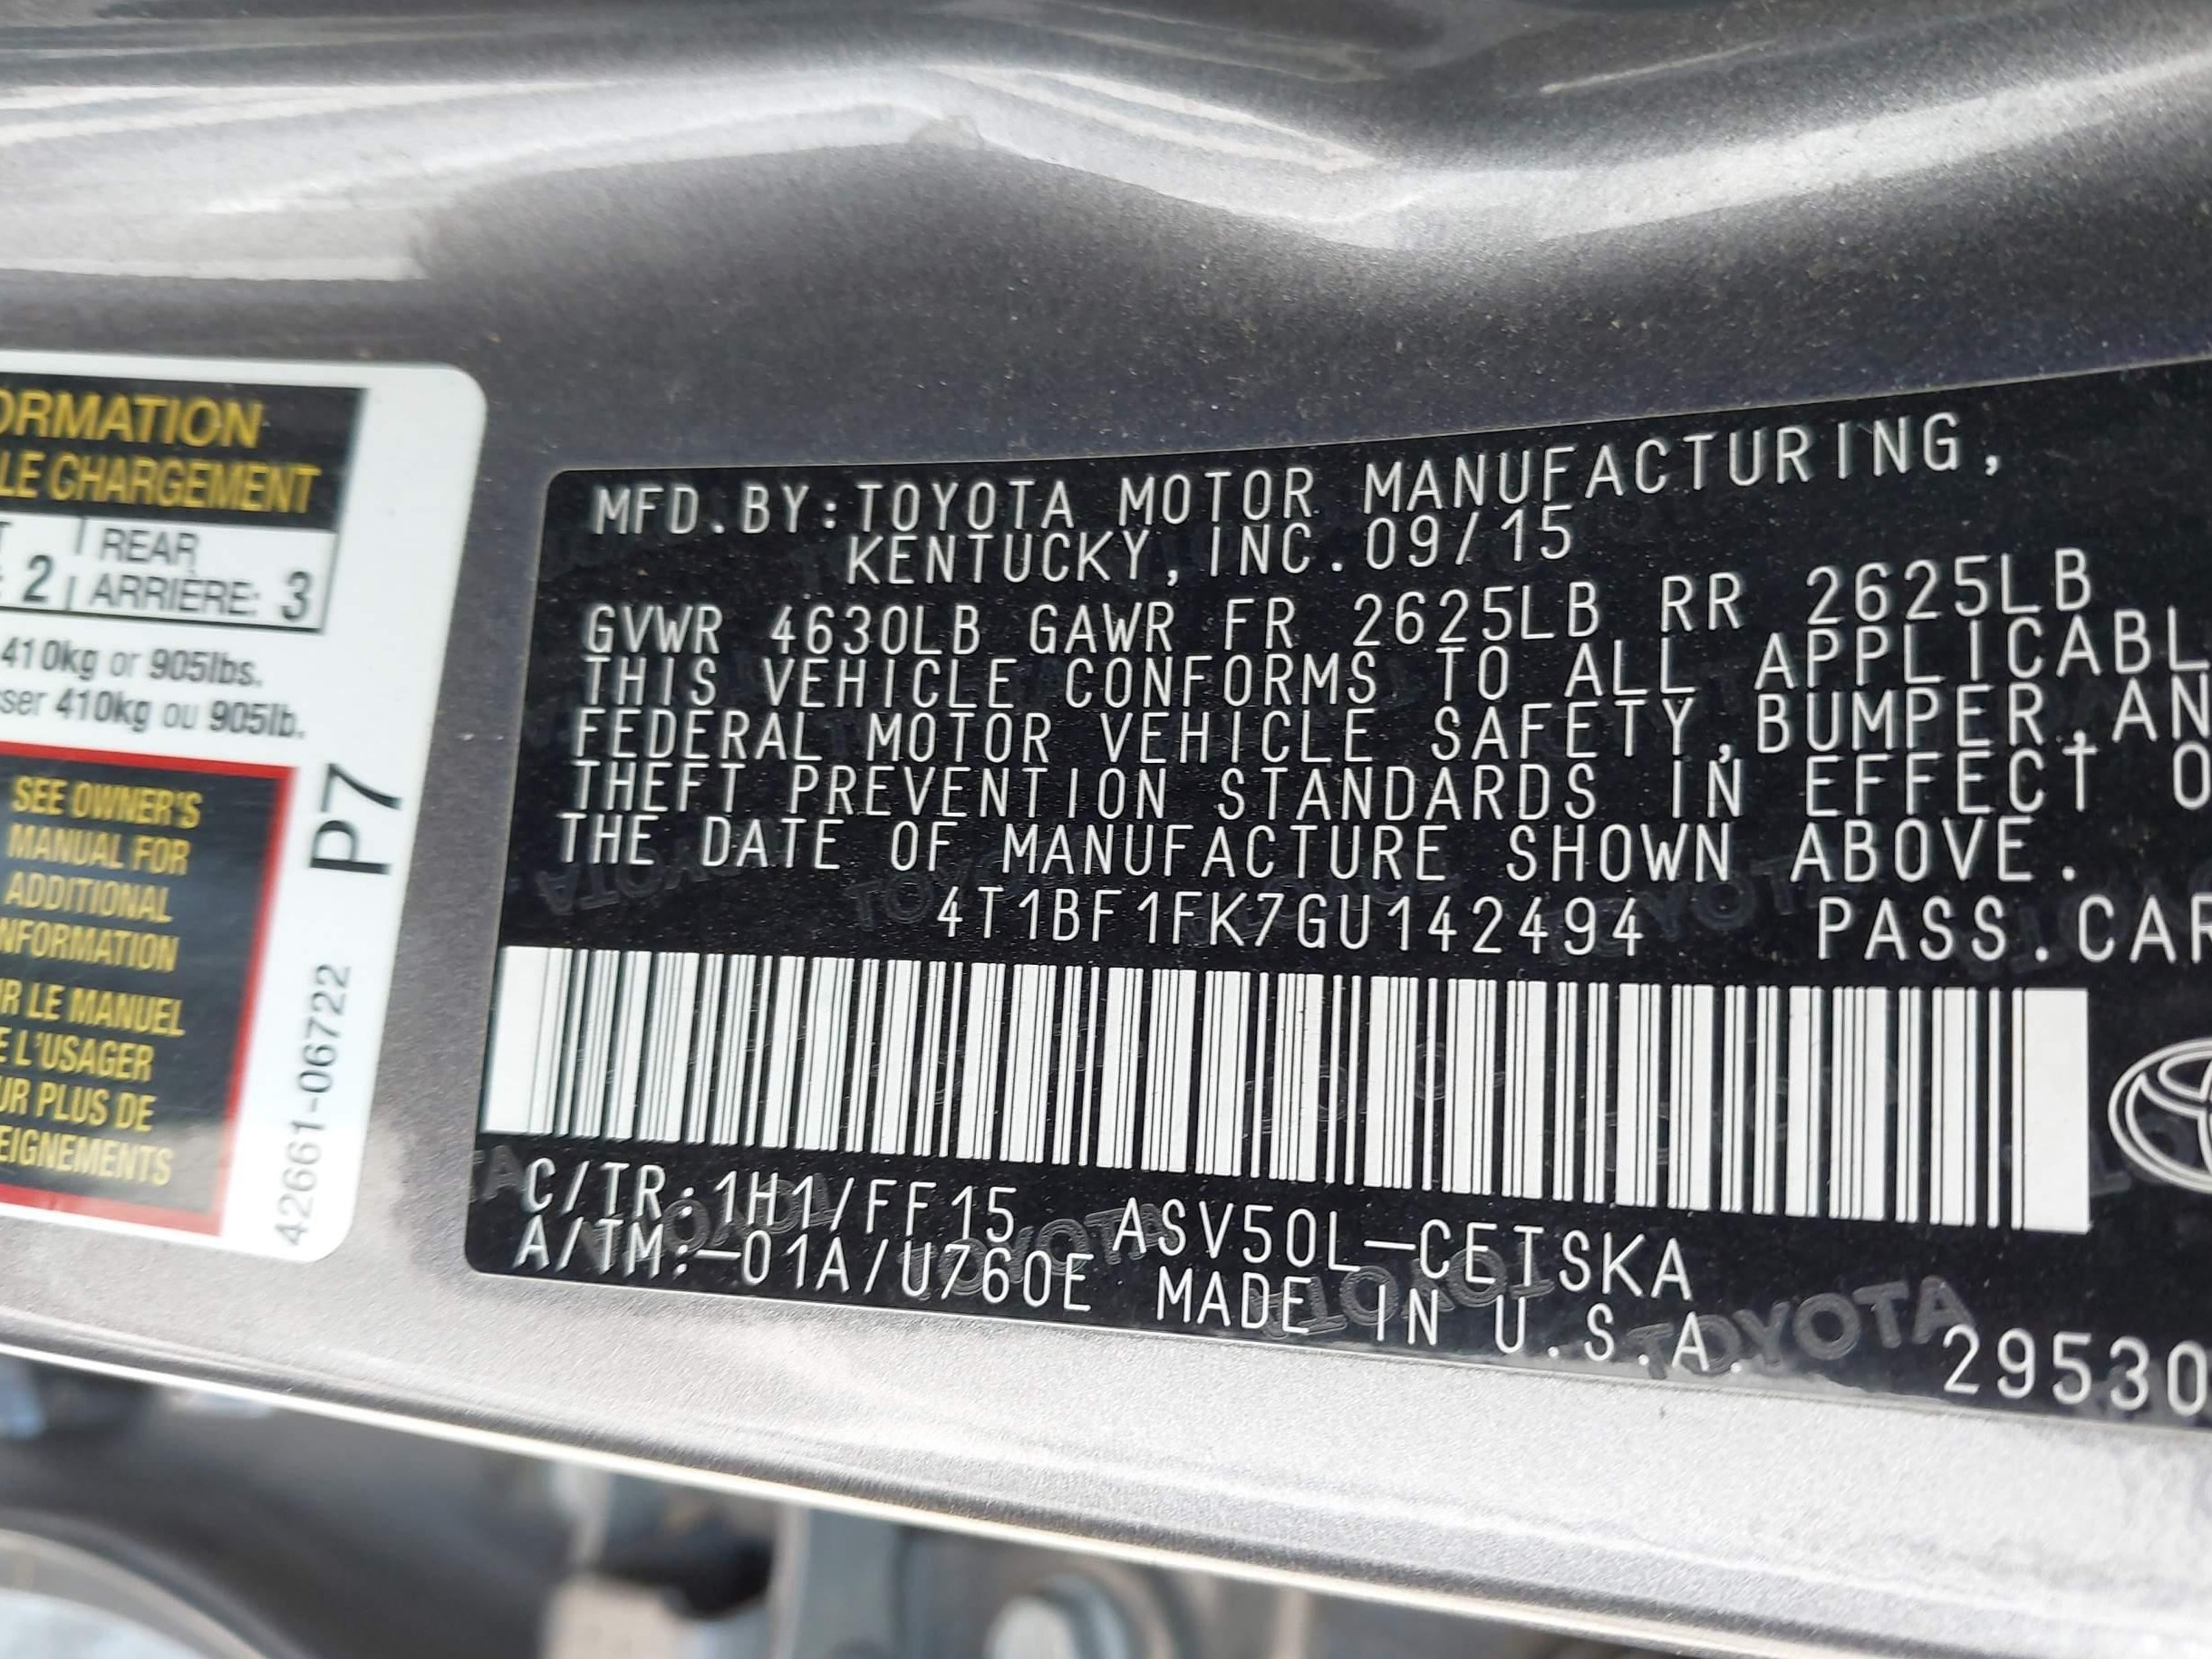 ORMATION
LE CHARGEMENT
REAR
2 ARRIÈRE: 3
410kg or 905lbs.
sser 410kg ou 905lb.
SEE OWNER'S
MANUAL FOR
ADDITIONAL
NFORMATION
IR LE MANUEL
E L'USAGER
UR PLUS DE
EIGNEMENTS
P7
42661-06722
MFD.BY:TOYOTA MOTOR MANUFACTURING,
KENTUCKY,INC.09/15
GVWR 4630LB GAWR FR 2625LB RR 2625LB
THIS VEHICLE CONFORMS TO ALL APPLICABL
FEDERAL MOTOR VEHICLE SAFETY,BUMPER,AN
THEFT PREVENTION STANDARDS IN EFFECT O
THE DATE OF MANUFACTURE SHOWN ABOVE.
4T1BF1FK7GU142494 PASS.CAR
C/TR:1H1/FF15 ASV50L-CETSKA
A/TM:-01A/U760E MADE IN U.S.A.
29530
TOYOTA